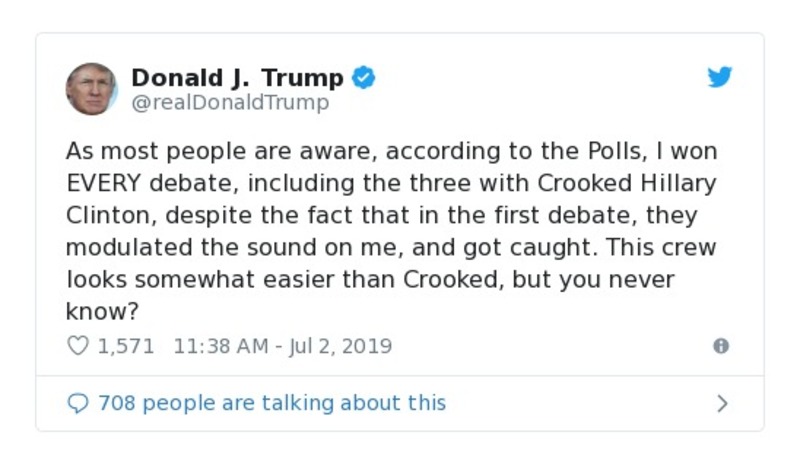 Donald J. Trump
@realDonaldTrump
As most people are aware, according to the Polls, I won
EVERY debate, including the three with Crooked Hillary
Clinton, despite the fact that in the first debate, they
modulated the sound on me, and got caught. This crew
looks somewhat easier than Crooked, but you never
know?
1,571 11:38 AM - Jul 2, 2019
708 people are talking about this